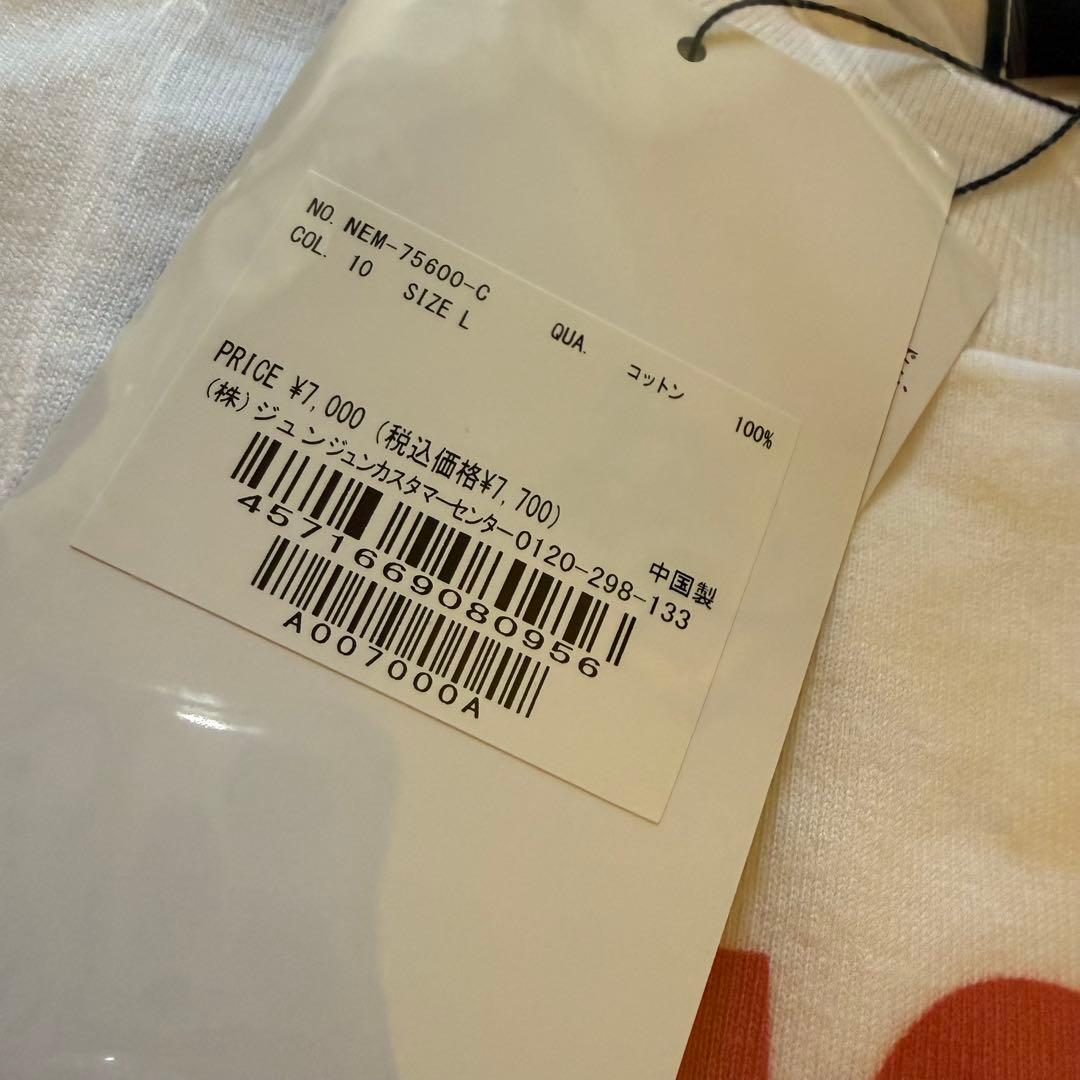 NO. NEM-75600-C
COL. 10 SIZE L
QUA. コットン 100%
PRICE ¥7,000 (税込価格¥7,700)
(株)ジュンジュンカスタマーセンター0120-298-133
中国製
4571669080956
A007000A